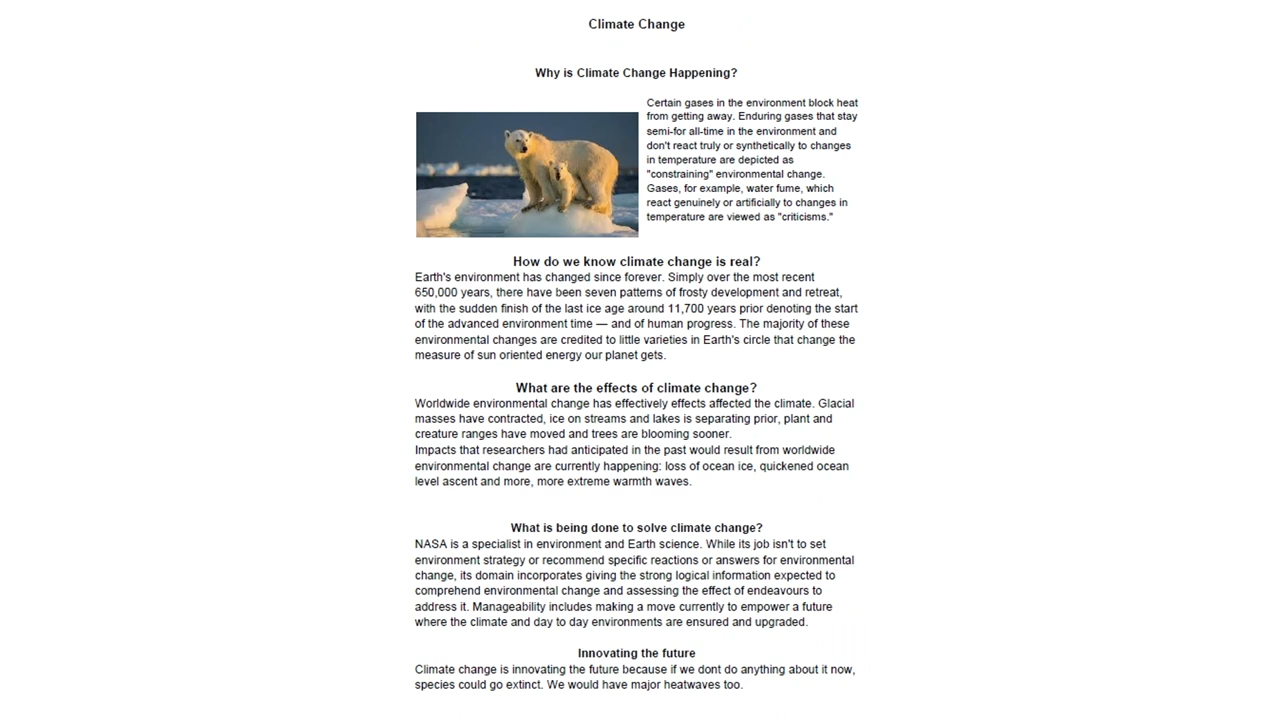 Climate Change
Why is Climate Change Happening?
Certain gases in the environment block heat
from getting away. Enduring gases that stay
semi-for all-time in the environment and
don't react truly or synthetically to changes
in temperature are depicted as
"constraining" environmental change.
Gases, for example, water fume, which
react genuinely or artificially to changes in
temperature are viewed as "criticisms."
How do we know climate change is real?
Earth's environment has changed since forever. Simply over the most recent
650,000 years, there have been seven patterns of frosty development and retreat,
with the sudden finish of the last ice age around 11,700 years prior denoting the start
of the advanced environment time — and of human progress. The majority of these
environmental changes are credited to little varieties in Earth's circle that change the
measure of sun oriented energy our planet gets.
What are the effects of climate change?
Worldwide environmental change has effectively effects affected the climate. Glacial
masses have contracted, ice on streams and lakes is separating prior, plant and
creature ranges have moved and trees are blooming sooner.
Impacts that researchers had anticipated in the past would result from worldwide
environmental change are currently happening: loss of ocean ice, quickened ocean
level ascent and more, more extreme warmth waves.
What is being done to solve climate change?
NASA is a specialist in environment and Earth science. While its job isn't to set
environment strategy or recommend specific reactions or answers for environmental
change, its domain incorporates giving the strong logical information expected to
comprehend environmental change and assessing the effect of endeavours to
address it. Manageability includes making a move currently to empower a future
where the climate and day to day environments are ensured and upgraded.
Innovating the future
Climate change is innovating the future because if we dont do anything about it now,
species could go extinct. We would have major heatwaves too.